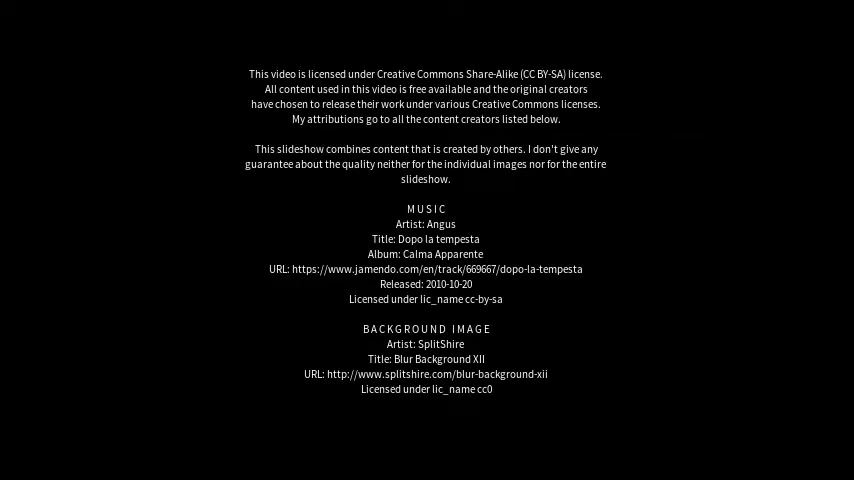 This video is licensed under Creative Commons Share-Alike (CC BY-SA) license.
All content used in this video is free available and the original creators
have chosen to release their work under various Creative Commons licenses.
My attributions go to all the content creators listed below.
This slideshow combines content that is created by others. I don't give any
guarantee about the quality neither for the individual images nor for the entire
slideshow.
MUSIC
Artist: Angus
Title: Dopo la tempesta
Album: Calma Apparente
URL: https://www.jamendo.com/en/track/669667/dopo-la-tempesta
Released: 2010-10-20
Licensed under lic_name cc-by-sa
BACKGROUND IMAGE
Artist: SplitShire
Title: Blur Background XII
URL: http://www.splitshire.com/blur-background-xii
Licensed under lic_name cc0